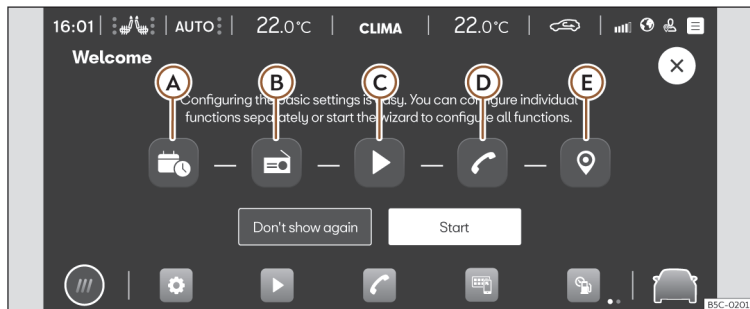 16:01 AUTO 22.0°C CLIMA 22.0°C
Welcome
A B C D E
Configuring the basic settings is easy. You can configure individual
functions separately or start the wizard to configure all functions.
Don't show again Start
B5C-0201